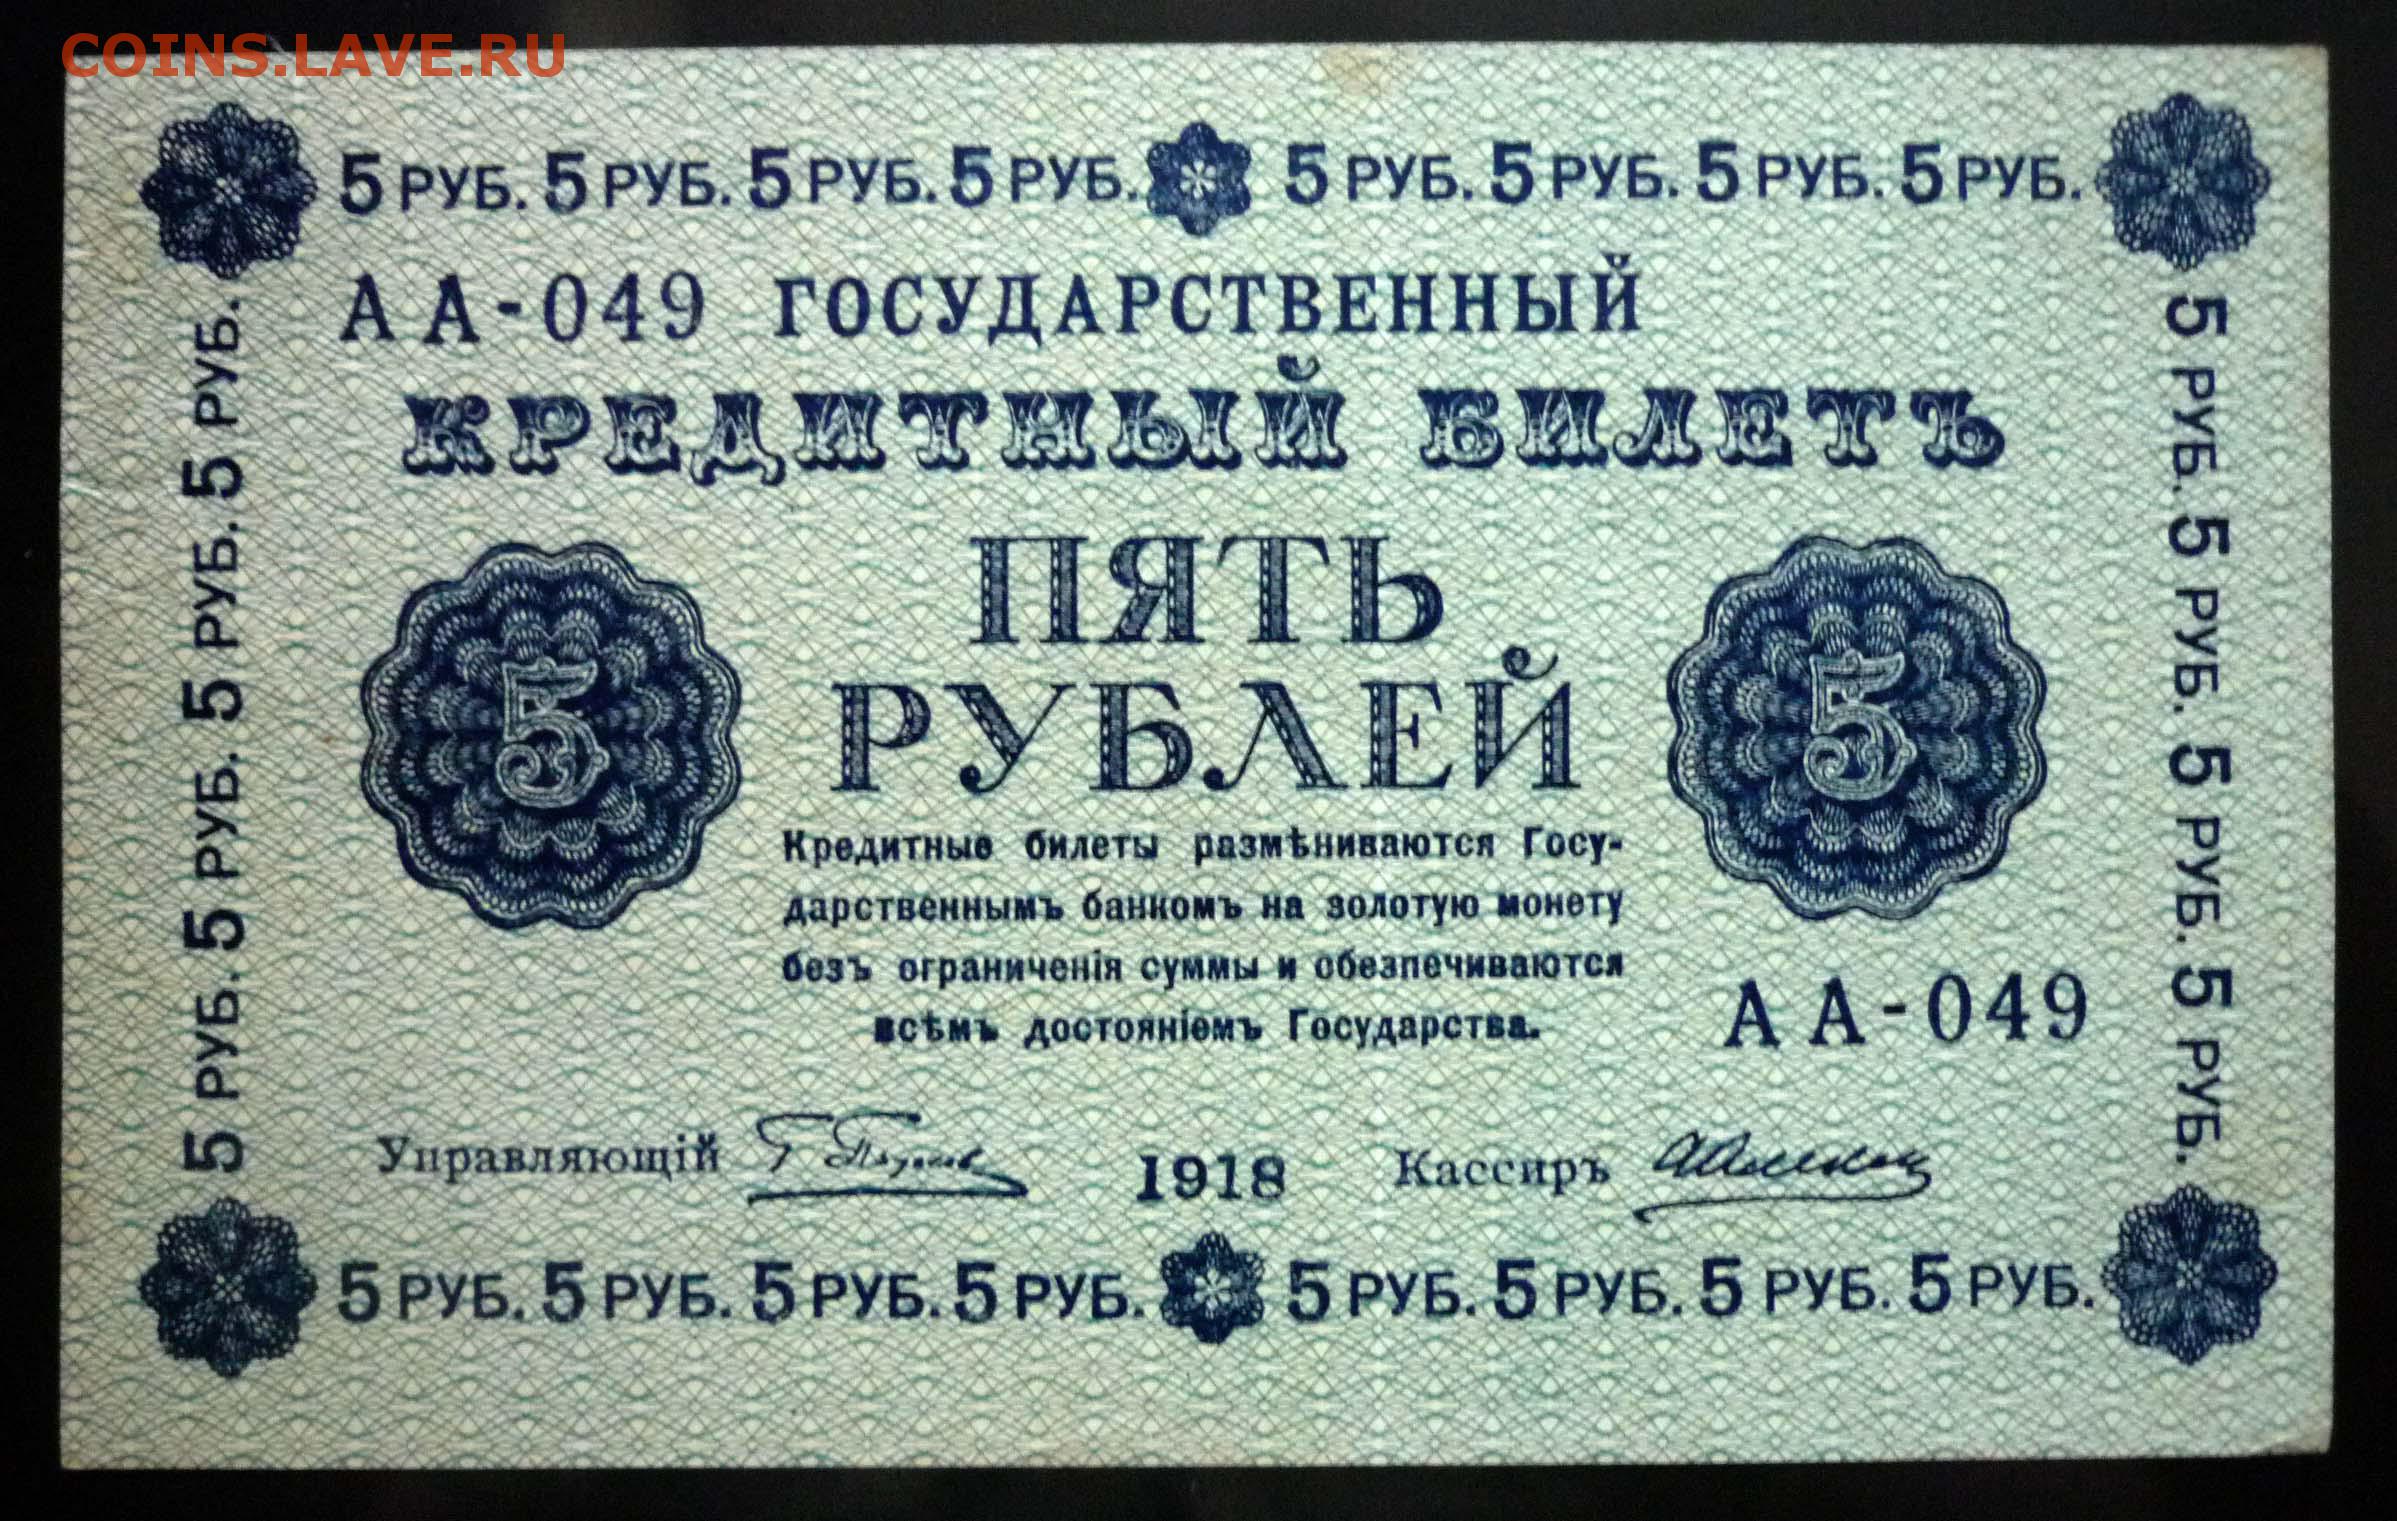 COINS.LAVE.RU
5 РУБ. 5 РУБ. 5 РУБ. 5 РУБ. 5 РУБ. 5 РУБ. 5 РУБ. 5 РУБ.
АА-049 ГОСУДАРСТВЕННЫЙ
КРЕДИТНЫЙ БИЛЕТЪ
5 РУБ. 5 РУБ. 5 РУБ. 5 РУБ.
5
ПЯТЬ
РУБЛЕЙ
5
5 РУБ. 5 РУБ. 5 РУБ. 5 РУБ.
Кредитные билеты размѣниваются Госу-
дарственнымъ банкомъ на золотую монету
безъ ограниченія суммы и обезпечиваются
всѣмъ достояніемъ Государства.
АА-049
Управляющій 1918 Кассиръ
5 РУБ. 5 РУБ. 5 РУБ. 5 РУБ. 5 РУБ. 5 РУБ. 5 РУБ. 5 РУБ.